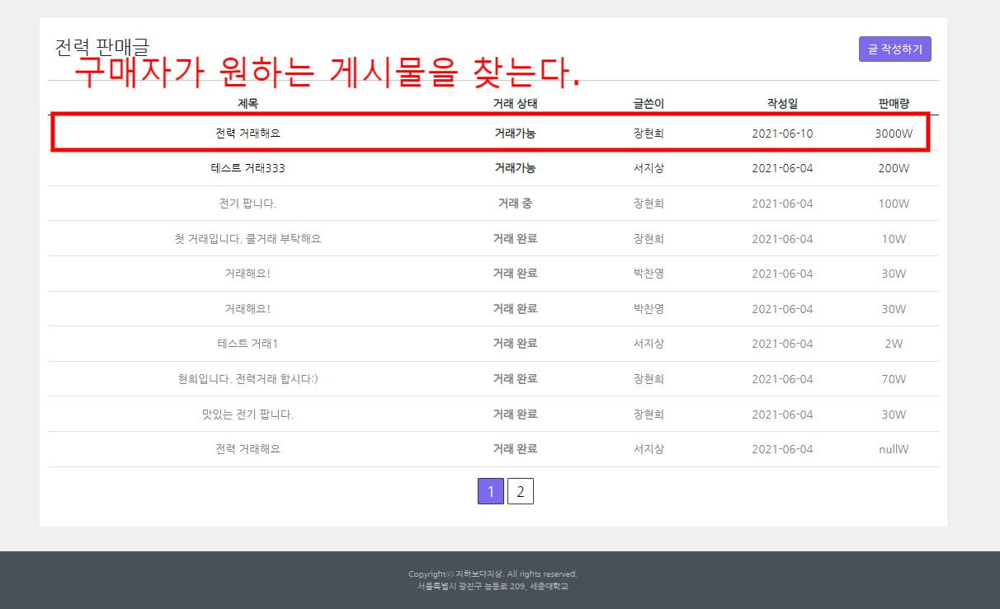 전력 판매글
글 작성하기
구매자가 원하는 게시물을 찾는다.
제목 거래 상태 글쓴이 작성일 판매량
전력 거래해요 거래가능 장현희 2021-06-10 3000W
테스트 거래333 거래가능 서지상 2021-06-04 200W
전기 팝니다. 거래 중 장현희 2021-06-04 100W
첫 거래입니다. 쿨거래 부탁해요 거래 완료 장현희 2021-06-04 10W
거래해요! 거래 완료 박찬영 2021-06-04 30W
거래해요! 거래 완료 박찬영 2021-06-04 30W
테스트 거래1 거래 완료 서지상 2021-06-04 2W
현희입니다. 전력거래 합시다:) 거래 완료 장현희 2021-06-04 70W
맛있는 전기 팝니다. 거래 완료 장현희 2021-06-04 30W
전력 거래해요 거래 완료 서지상 2021-06-04 nullW
1 2
Copyrightⓒ 지하보다지상. All rights reserved.
서울특별시 광진구 능동로 209, 세종대학교